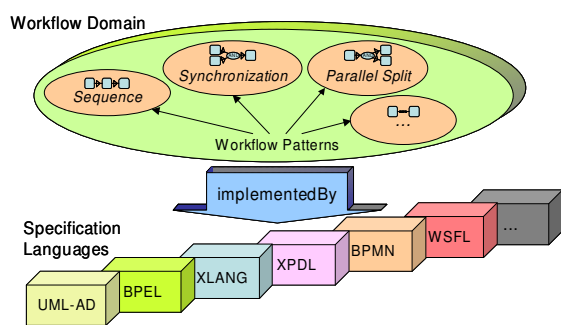 Workflow Domain
Synchronization
Parallel Split
Sequence
...
Workflow Patterns
implementedBy
Specification
Languages
UML-AD
BPEL
XLANG
XPDL
BPMN
WSFL
...